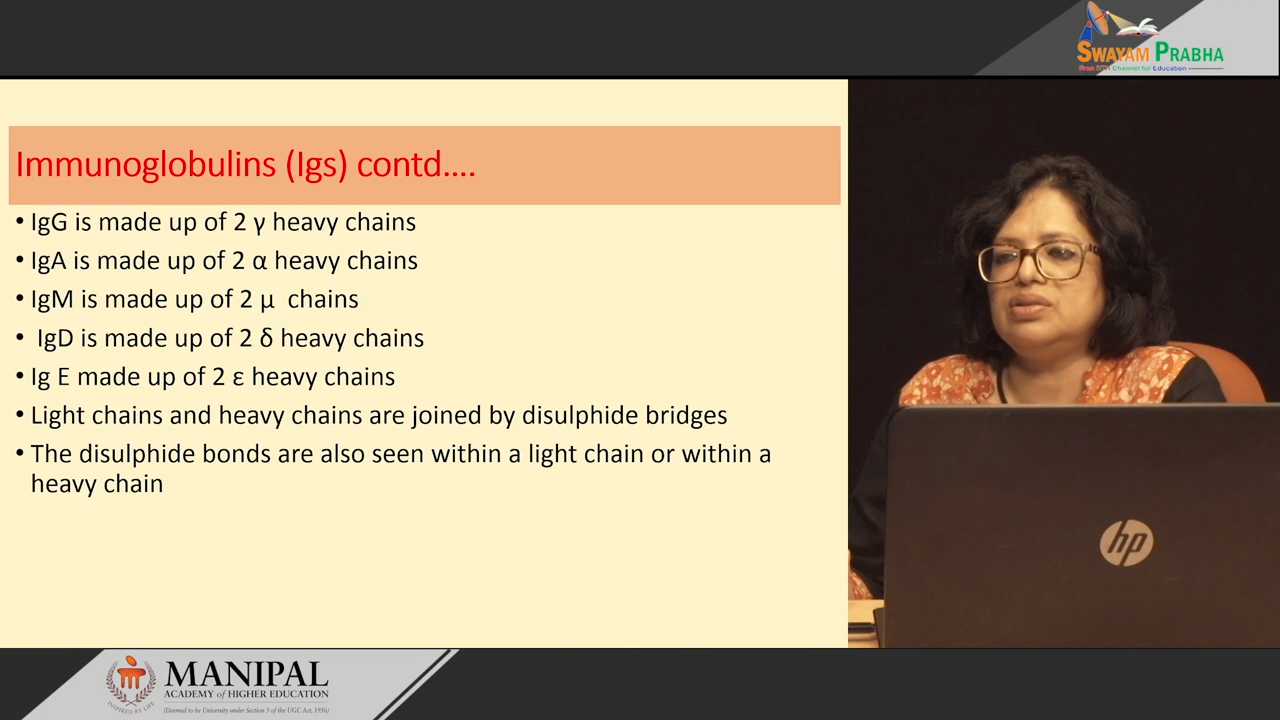 SWAYAM PRABHA
Free DTH Channel for Education
Immunoglobulins (Igs) contd....
• IgG is made up of 2 γ heavy chains
• IgA is made up of 2 α heavy chains
• IgM is made up of 2 μ  chains
•  IgD is made up of 2 δ heavy chains
• Ig E made up of 2 ε heavy chains
• Light chains and heavy chains are joined by disulphide bridges
• The disulphide bonds are also seen within a light chain or within a
heavy chain
hp
MANIPAL
ACADEMY of HIGHER EDUCATION
(Deemed to be University under Section 3 of the UGC Act, 1956)
INSPIRED BY LIFE